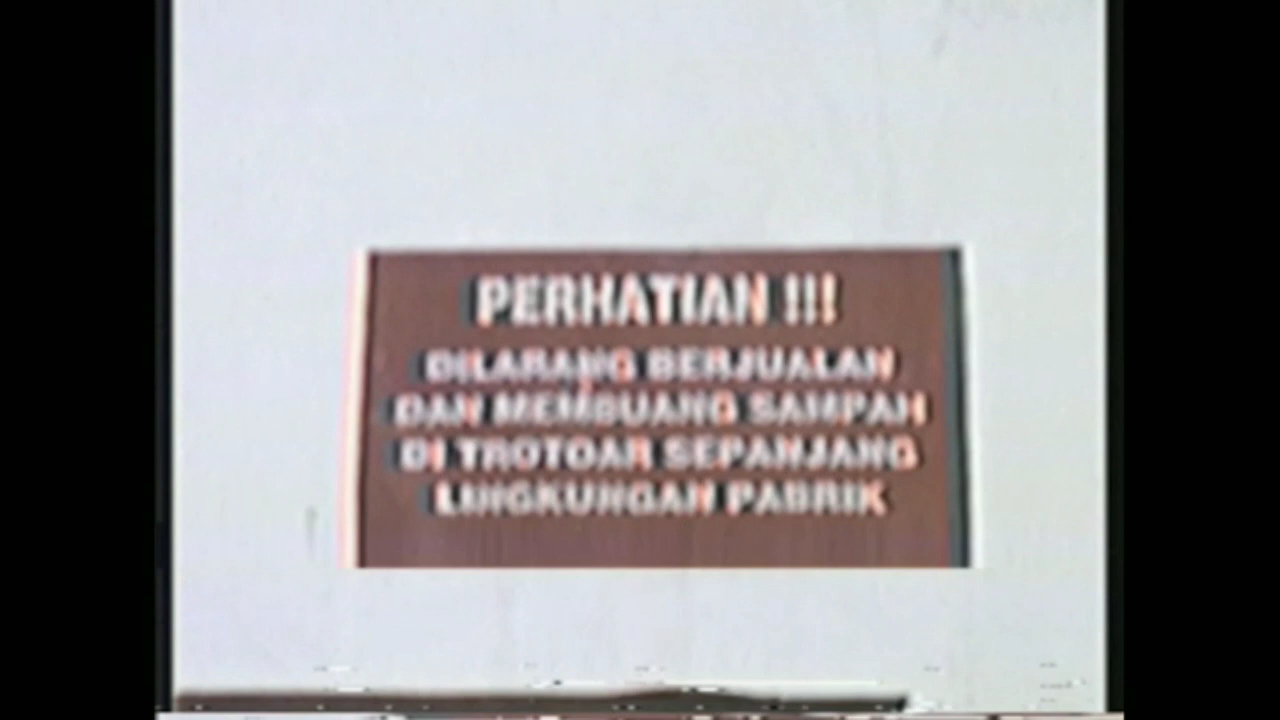 PERHATIAN !!!
DILARANG BERJUALAN
DAN MEMBUANG SAMPAH
DI TROTOAR SEPANJANG
LINGKUNGAN PABRIK